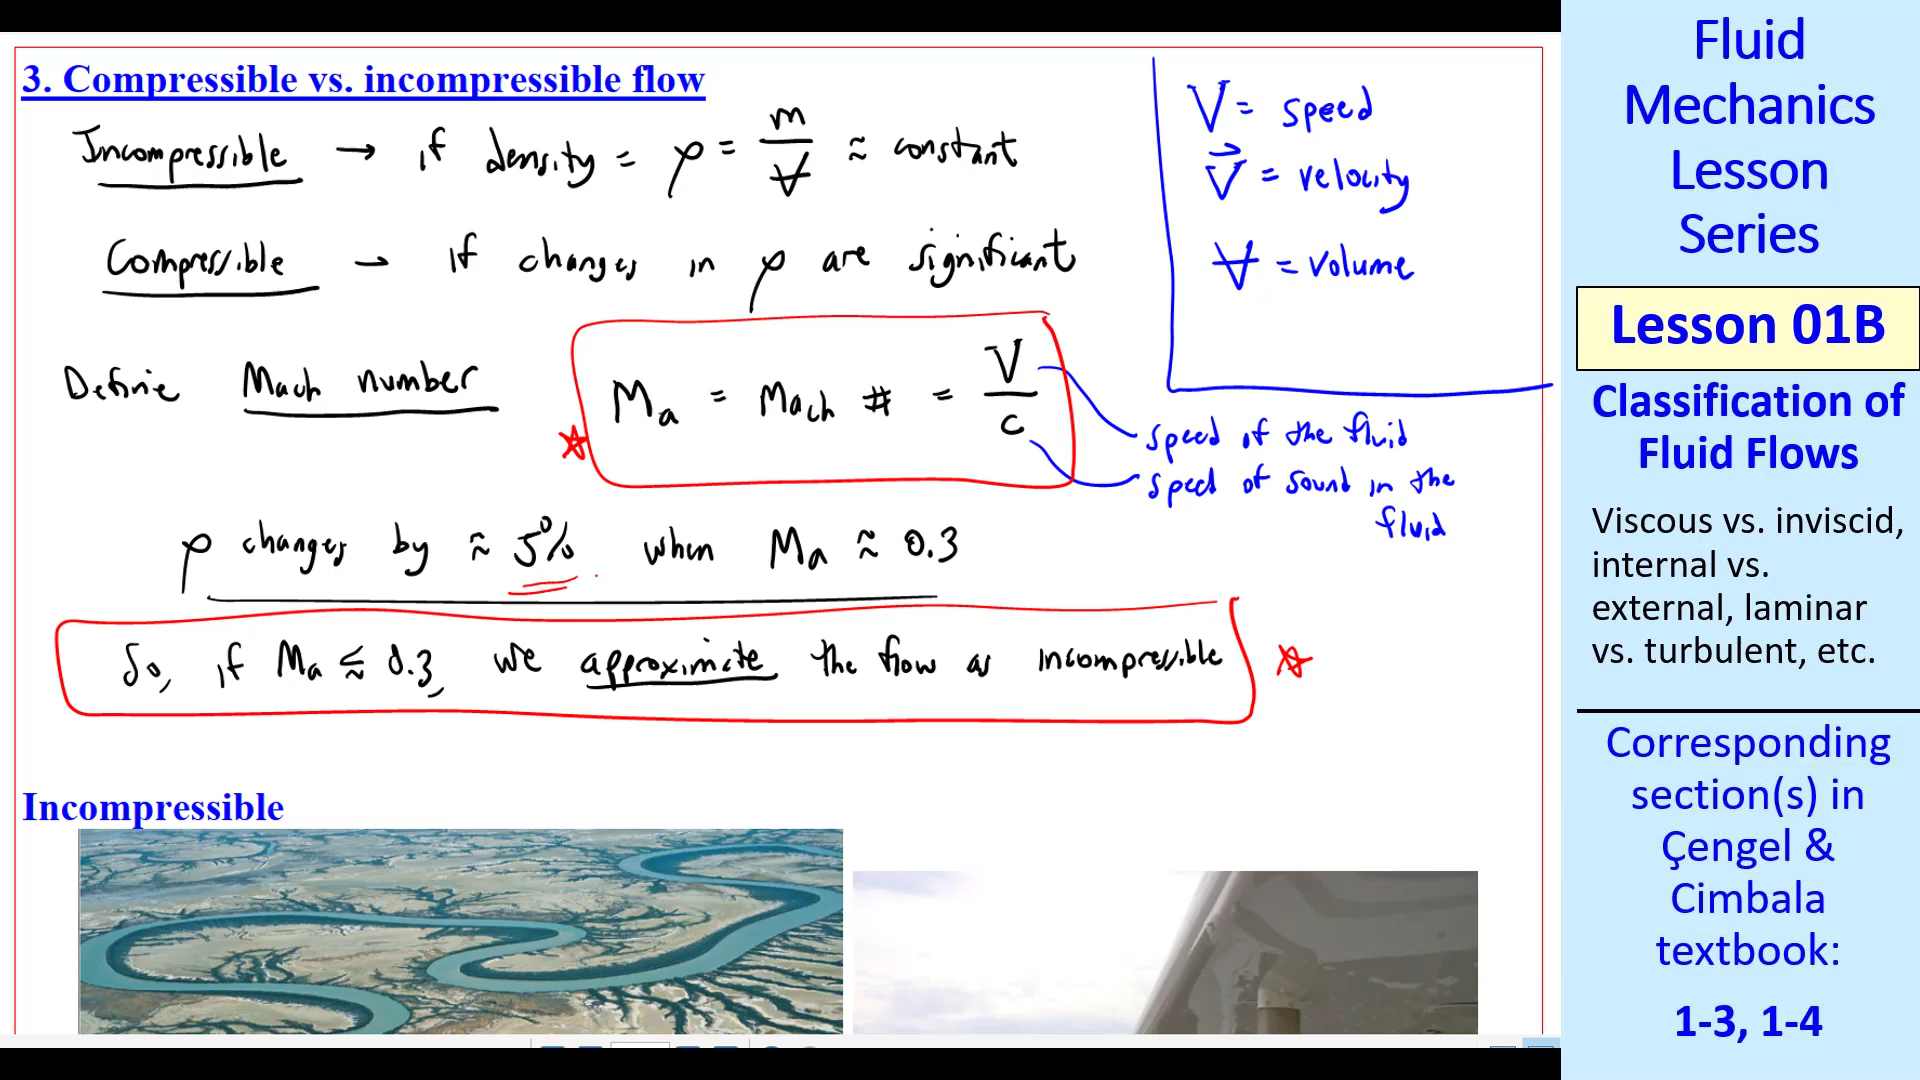 3. Compressible vs. incompressible flow
Incompressible → if density = ρ = m/V̶ ≈ constant
Compressible → if changes in ρ are significant
Define Mach number
Ma = Mach # = V/c
speed of the fluid
speed of sound in the
fluid
ρ changes by ≈ 5% when Ma ≈ 0.3
So, if Ma ⪅ 0.3, we approximate the flow as incompressible
V = speed
V⃗ = velocity
V̶ = volume
Incompressible
Fluid
Mechanics
Lesson
Series
Lesson 01B
Classification of
Fluid Flows
Viscous vs. inviscid,
internal vs.
external, laminar
vs. turbulent, etc.
Corresponding
section(s) in
Çengel &
Cimbala
textbook:
1-3, 1-4